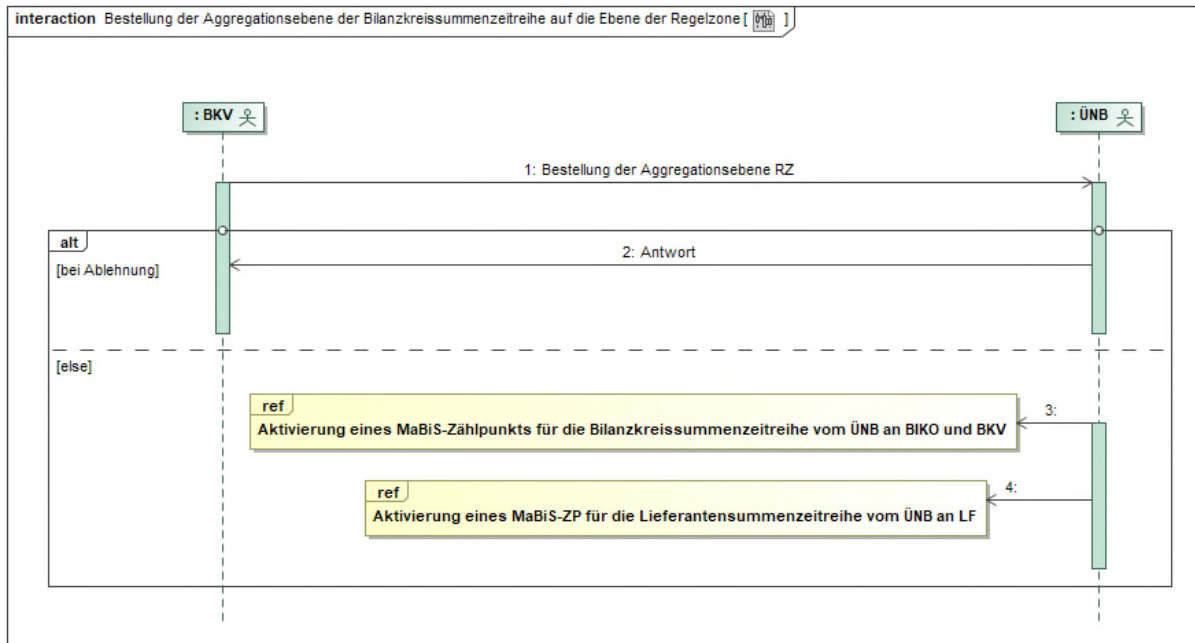 interaction Bestellung der Aggregationsebene der Bilanzkreissummenzeitreihe auf die Ebene der Regelzone [ ]
: BKV
: ÜNB
1: Bestellung der Aggregationsebene RZ
alt
2: Antwort
[bei Ablehnung]
[else]
ref
3:
Aktivierung eines MaBiS-Zählpunkts für die Bilanzkreissummenzeitreihe vom ÜNB an BIKO und BKV
ref
4:
Aktivierung eines MaBiS-ZP für die Lieferantensummenzeitreihe vom ÜNB an LF